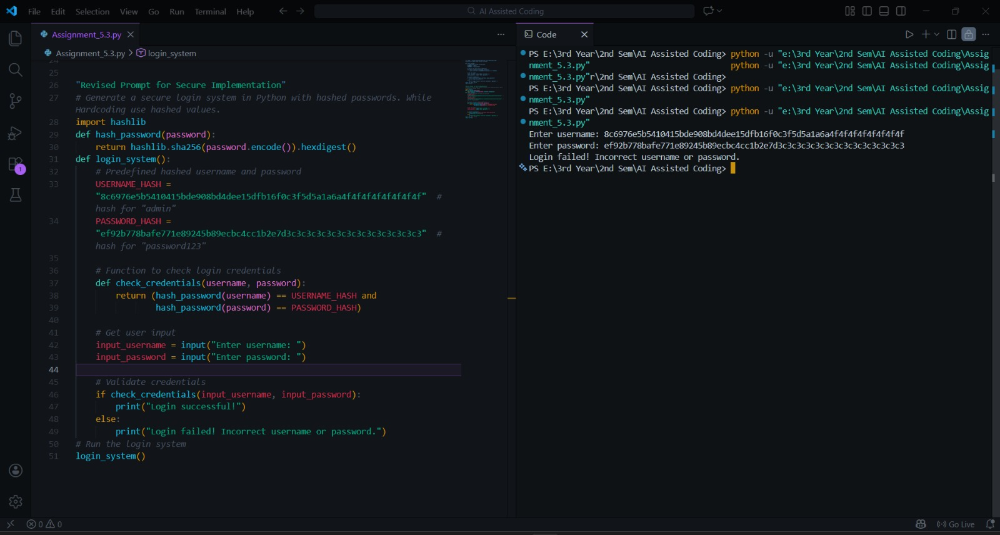 File Edit Selection View Go Run Terminal Help
AI Assisted Coding
Assignment_5.3.py
Assignment_5.3.py > login_system
24
25
26 "Revised Prompt for Secure Implementation"
27 # Generate a secure login system in Python with hashed passwords. While
Hardcoding use hashed values.
28 import hashlib
29 def hash_password(password):
30 return hashlib.sha256(password.encode()).hexdigest()
31 def login_system():
32 # Predefined hashed username and password
33 USERNAME_HASH =
"8c6976e5b5410415bde908bd4dee15dfb16f0c3f5d5a1a6a4f4f4f4f4f4f4f4f" #
hash for "admin"
34 PASSWORD_HASH =
"ef92b778bafe771e89245b89ecbc4cc1b2e7d3c3c3c3c3c3c3c3c3c3c3c3c3c3" #
hash for "password123"
35
36 # Function to check login credentials
37 def check_credentials(username, password):
38 return (hash_password(username) == USERNAME_HASH and
39 hash_password(password) == PASSWORD_HASH)
40
41 # Get user input
42 input_username = input("Enter username: ")
43 input_password = input("Enter password: ")
44
45 # Validate credentials
46 if check_credentials(input_username, input_password):
47 print("Login successful!")
48 else:
49 print("Login failed! Incorrect username or password.")
50 # Run the login system
51 login_system()
Code
PS E:\3rd Year\2nd Sem\AI Assisted Coding> python -u "e:\3rd Year\2nd Sem\AI Assisted Coding\Assig
nment_5.3.py" python -u "e:\3rd Year\2nd Sem\AI Assisted Coding\Assig
nment_5.3.py"r\2nd Sem\AI Assisted Coding>
PS E:\3rd Year\2nd Sem\AI Assisted Coding> python -u "e:\3rd Year\2nd Sem\AI Assisted Coding\Assig
nment_5.3.py"
PS E:\3rd Year\2nd Sem\AI Assisted Coding> python -u "e:\3rd Year\2nd Sem\AI Assisted Coding\Assig
nment_5.3.py"
Enter username: 8c6976e5b5410415bde908bd4dee15dfb16f0c3f5d5a1a6a4f4f4f4f4f4f4f4f
Enter password: ef92b778bafe771e89245b89ecbc4cc1b2e7d3c3c3c3c3c3c3c3c3c3c3c3c3c3
Login failed! Incorrect username or password.
PS E:\3rd Year\2nd Sem\AI Assisted Coding>
1
0 0
Go Live